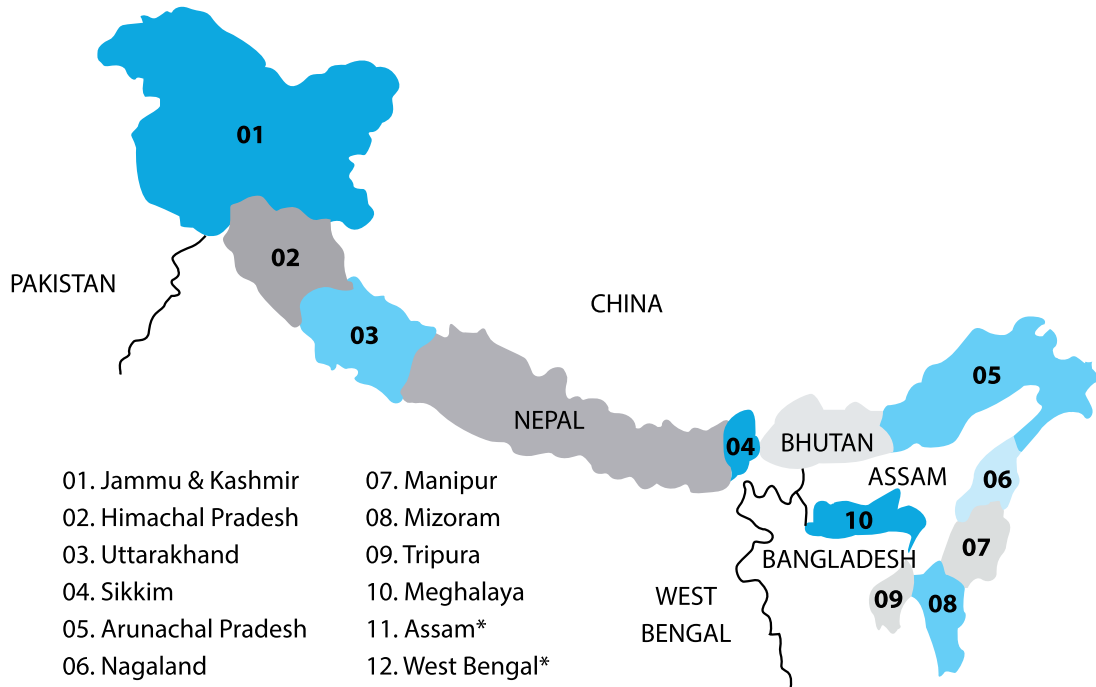 01
02
PAKISTAN
CHINA
03
05
NEPAL
04
BHUTAN
ASSAM
06
10
07
BANGLADESH
WEST
BENGAL
09
08
01. Jammu & Kashmir
02. Himachal Pradesh
03. Uttarakhand
04. Sikkim
05. Arunachal Pradesh
06. Nagaland
07. Manipur
08. Mizoram
09. Tripura
10. Meghalaya
11. Assam*
12. West Bengal*